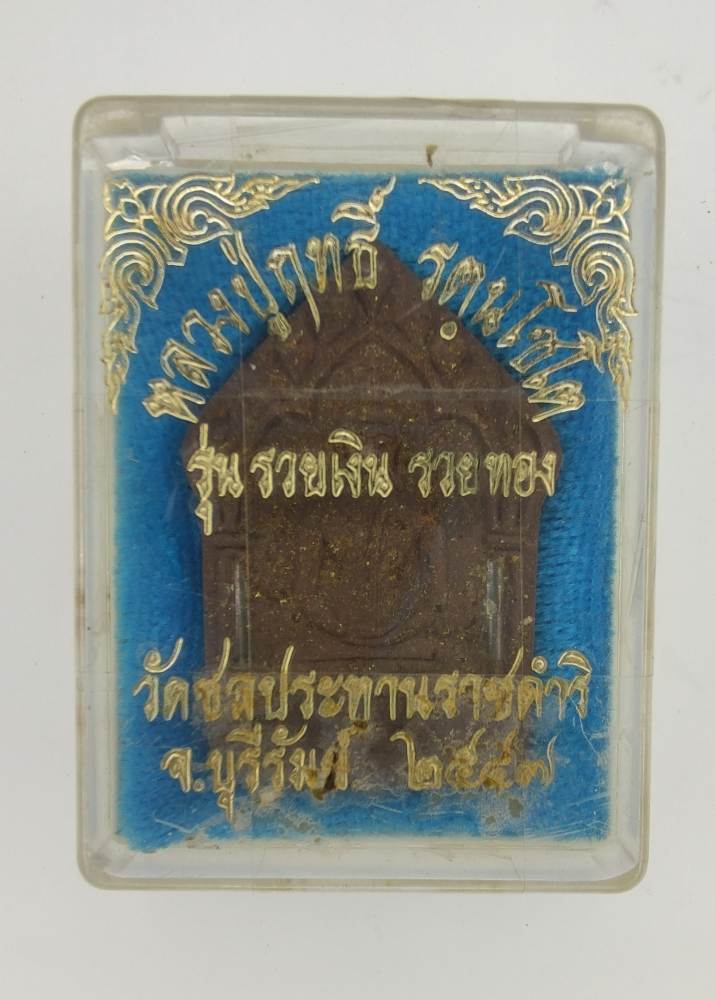 หลวงปู่ฤทธิ์ รตนโชโต
รุ่น รวยเงิน รวยทอง
วัดชลประทานราชดำริ
จ.บุรีรัมย์ ๒๕๔๗